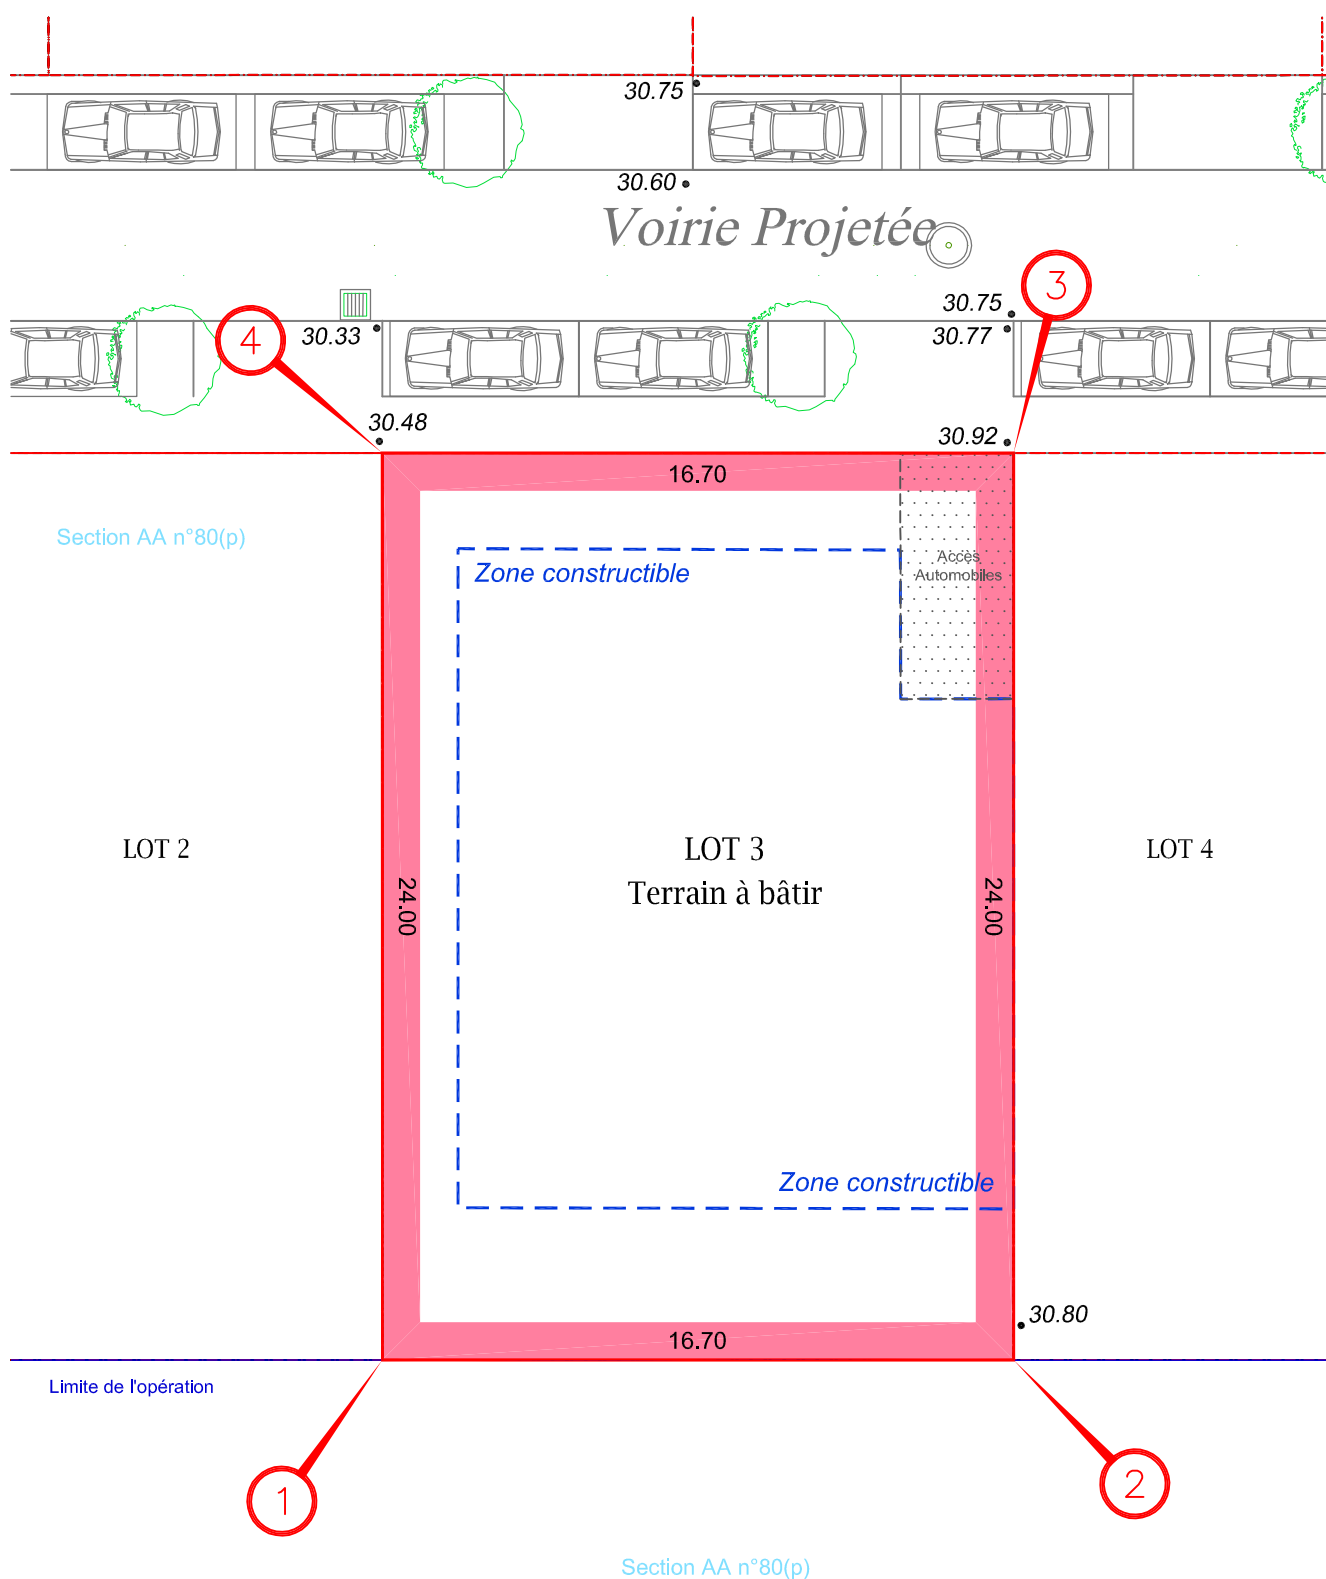 30.75
30.60
Voirie Projetée
3
30.75
4
30.33
30.77
30.48
30.92
16.70
Section AA n°80(p)
Accès
Automobiles
Zone constructible
LOT 2
LOT 3
LOT 4
Terrain à bâtir
24.00
24.00
Zone constructible
30.80
16.70
Limite de l'opération
1
2
Section AA n°80(p)